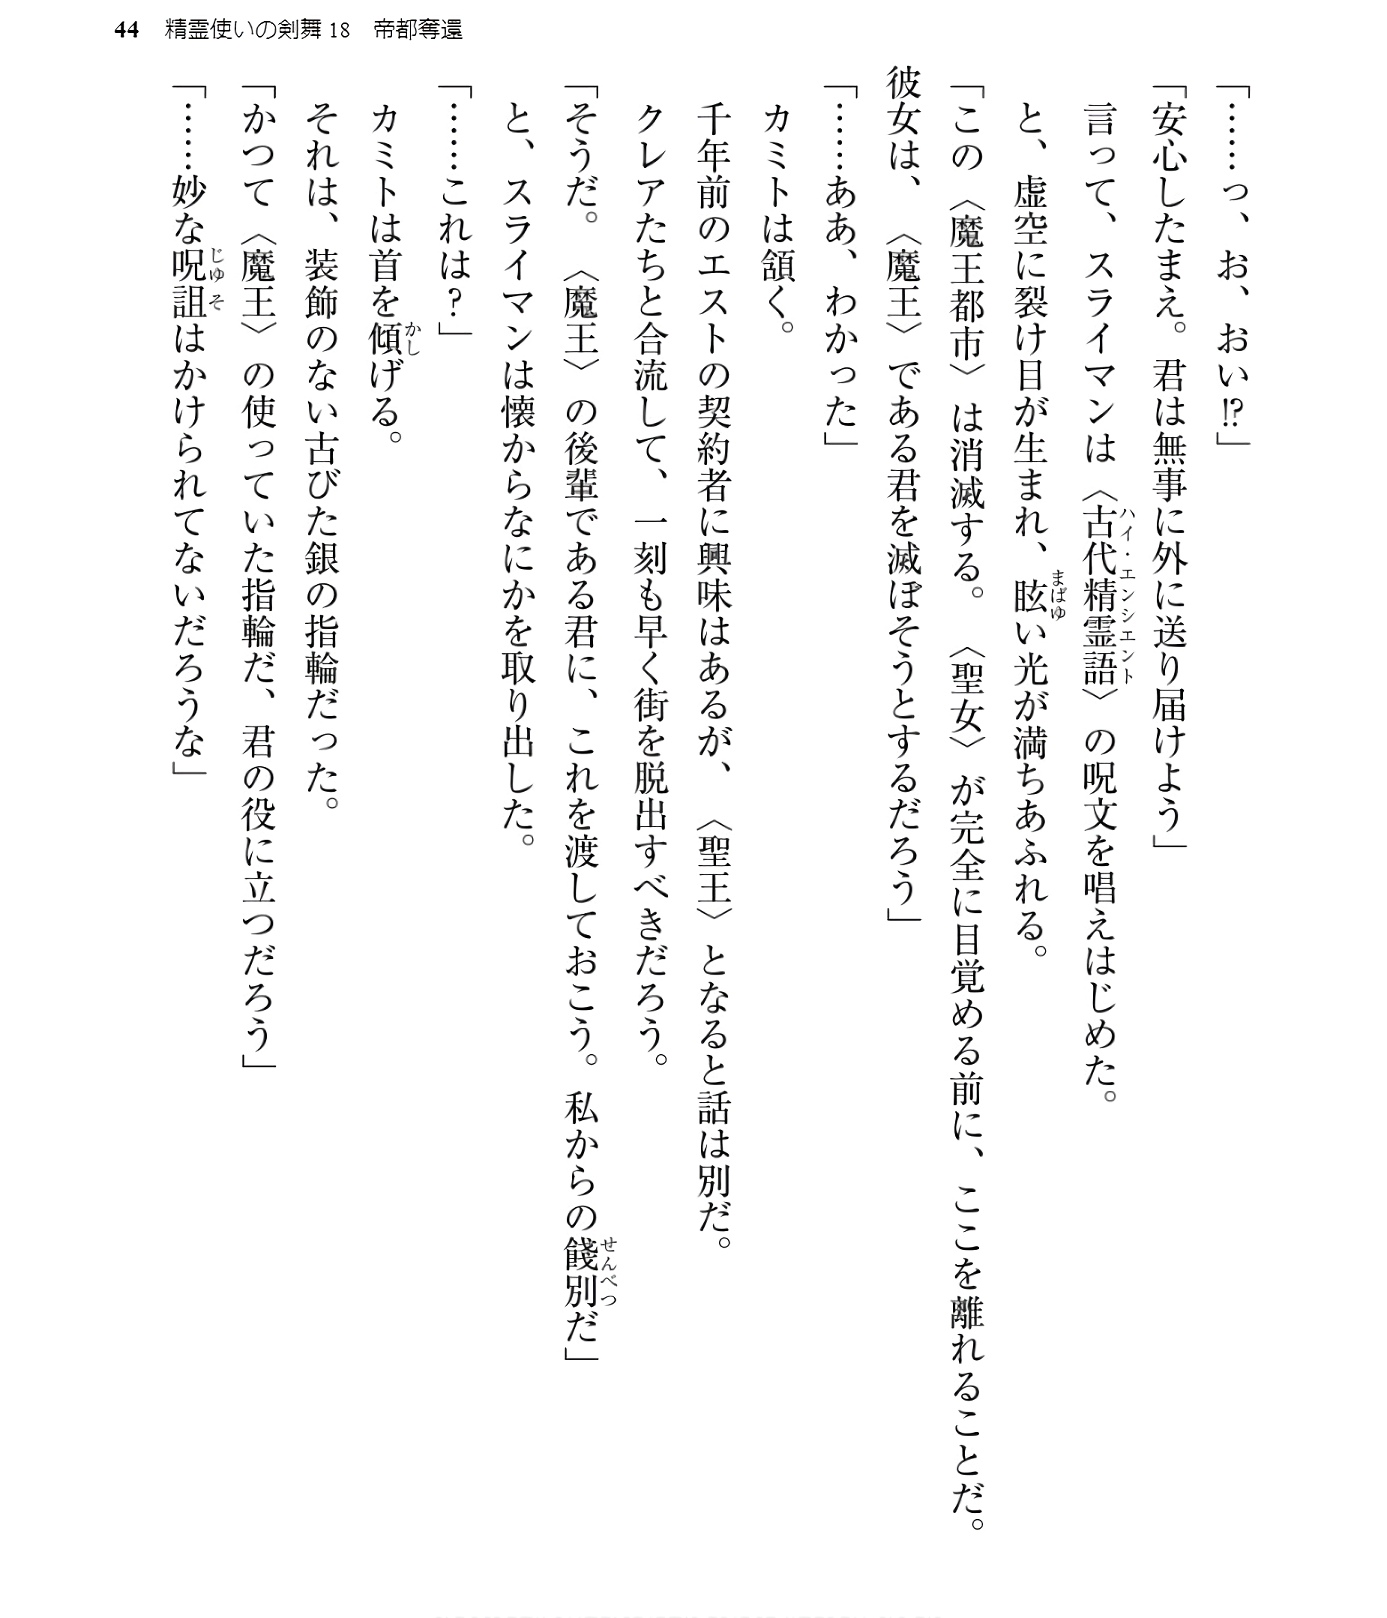 44　精霊使いの剣舞18　帝都奪還
「……っ、お、おい!?」
「安心したまえ。君は無事に外に送り届けよう」
　言って、スライマンは〈古代精霊語〉の呪文を唱えはじめた。
ハイ・エンシェント
　と、虚空に裂け目が生まれ、眩い光が満ちあふれる。
まばゆ
「この〈魔王都市〉は消滅する。〈聖女〉が完全に目覚める前に、ここを離れることだ。
彼女は、〈魔王〉である君を滅ぼそうとするだろう」
「……ああ、わかった」
　カミトは頷く。
　千年前のエストの契約者に興味はあるが、〈聖王〉となると話は別だ。
　クレアたちと合流して、一刻も早く街を脱出すべきだろう。
「そうだ。〈魔王〉の後輩である君に、これを渡しておこう。私からの餞別だ」
せんべつ
　と、スライマンは懐からなにかを取り出した。
「……これは？」
　カミトは首を傾げる。
かし
　それは、装飾のない古びた銀の指輪だった。
「かつて〈魔王〉の使っていた指輪だ、君の役に立つだろう」
「……妙な呪詛はかけられてないだろうな」
じゅそ